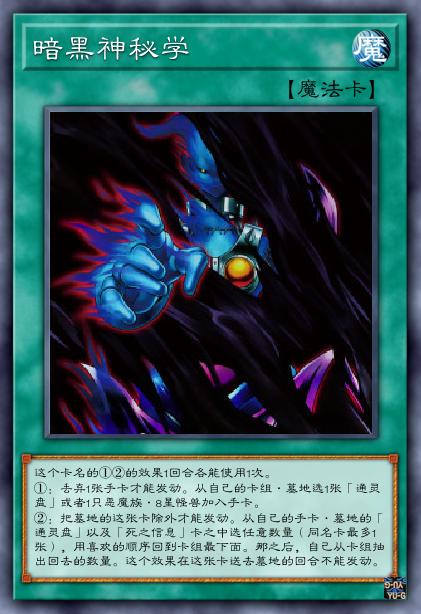 暗黑神秘学
魔
【魔法卡】
这个卡名的①②的效果1回合各能使用1次。
①：丢弃1张手卡才能发动。从自己的卡组·墓地选1张「通灵
盘」或者1只恶魔族·8星怪兽加入手卡。
②：把墓地的这张卡除外才能发动。从自己的手卡·墓地的「
通灵盘」以及「死之信息」卡之中选任意数量（同名卡最多1
张），用喜欢的顺序回到卡组最下面。那之后，自己从卡组抽
出回去的数量。这个效果在这张卡送去墓地的回合不能发动。